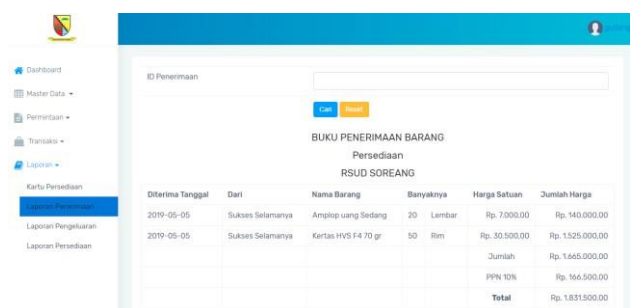 gudang
Dashboard
Master Data
Permintaan
Transaksi
Laporan
Kartu Persediaan
Laporan Penerimaan
Laporan Pengeluaran
Laporan Persediaan
ID Penerimaan
Cari Reset
BUKU PENERIMAAN BARANG
Persediaan
RSUD SOREANG
Diterima Tanggal Dari Nama Barang Banyaknya Harga Satuan Jumlah Harga
2019-05-05 Sukses Selamanya Amplop uang Sedang 20 Lembar Rp. 7.000,00 Rp. 140.000,00
2019-05-05 Sukses Selamanya Kertas HVS F4 70 gr 50 Rim Rp. 30.500,00 Rp. 1.525.000,00
Jumlah Rp. 1.665.000,00
PPN 10% Rp. 166.500,00
Total Rp. 1.831.500,00